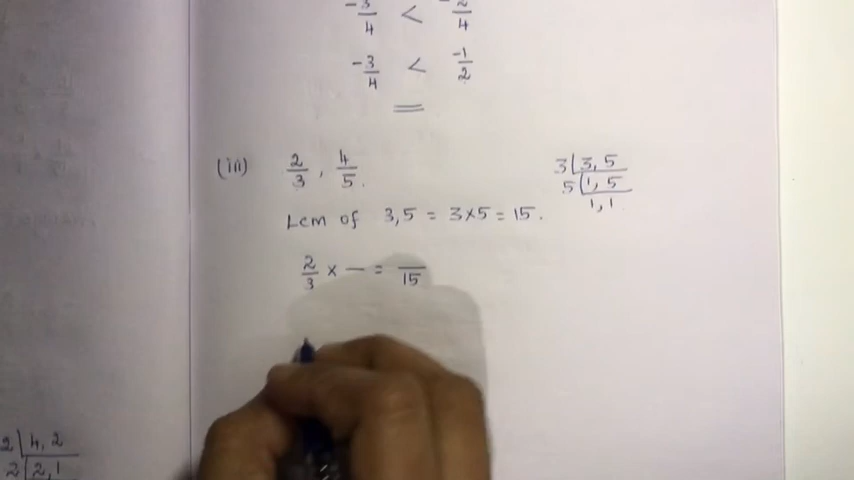 -3/4 < -2/4
-3/4 < -1/2
(iii) 2/3 , 4/5.
3 | 3, 5
5 | 1, 5
1, 1
Lcm of 3,5 = 3×5 = 15.
2/3 × — = —/15
2 | 4, 2
2 | 2, 1